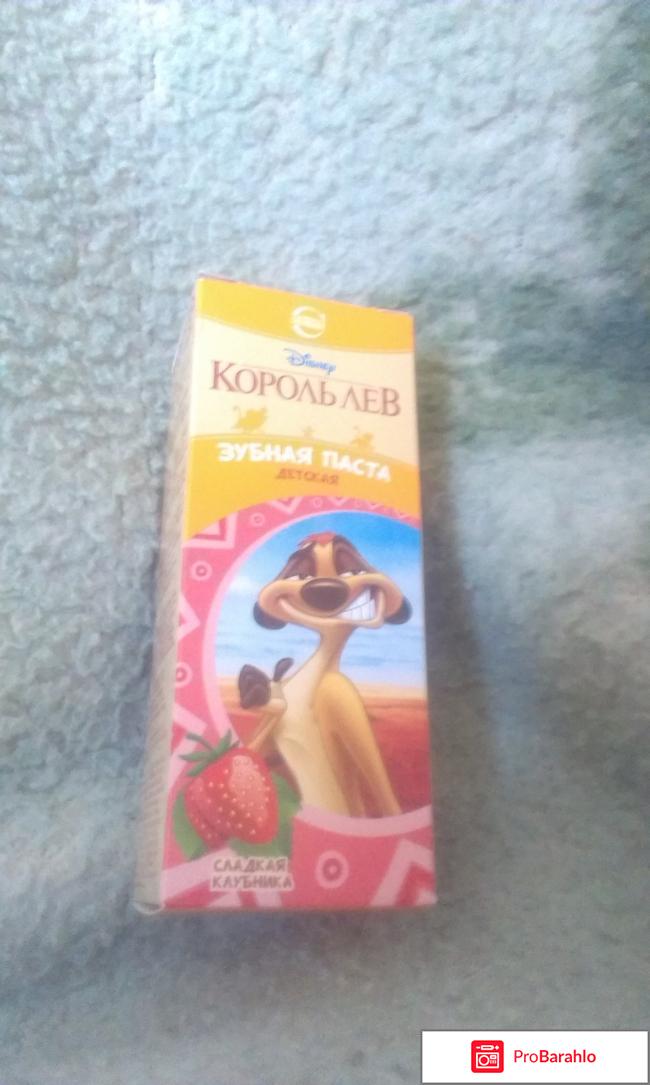 Disney
КОРОЛЬ ЛЕВ
ЗУБНАЯ ПАСТА
ДЕТСКАЯ
СЛАДКАЯ
КЛУБНИКА
ProBarahlo